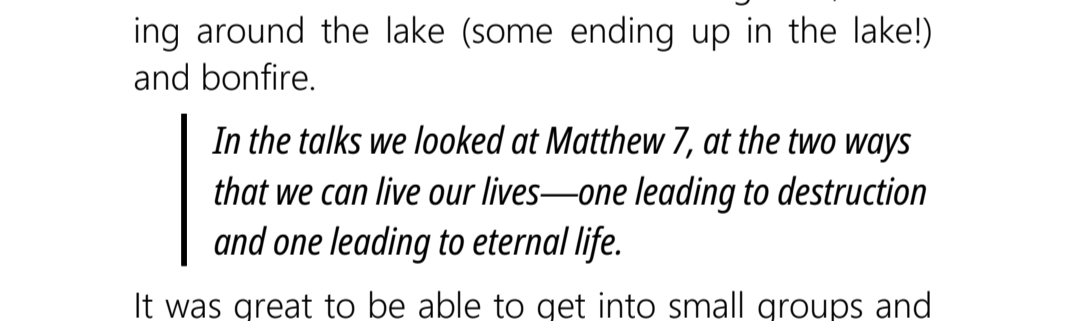 ing around the lake (some ending up in the lake!)
and bonfire.
In the talks we looked at Matthew 7, at the two ways
that we can live our lives—one leading to destruction
and one leading to eternal life.
It was great to be able to get into small groups and